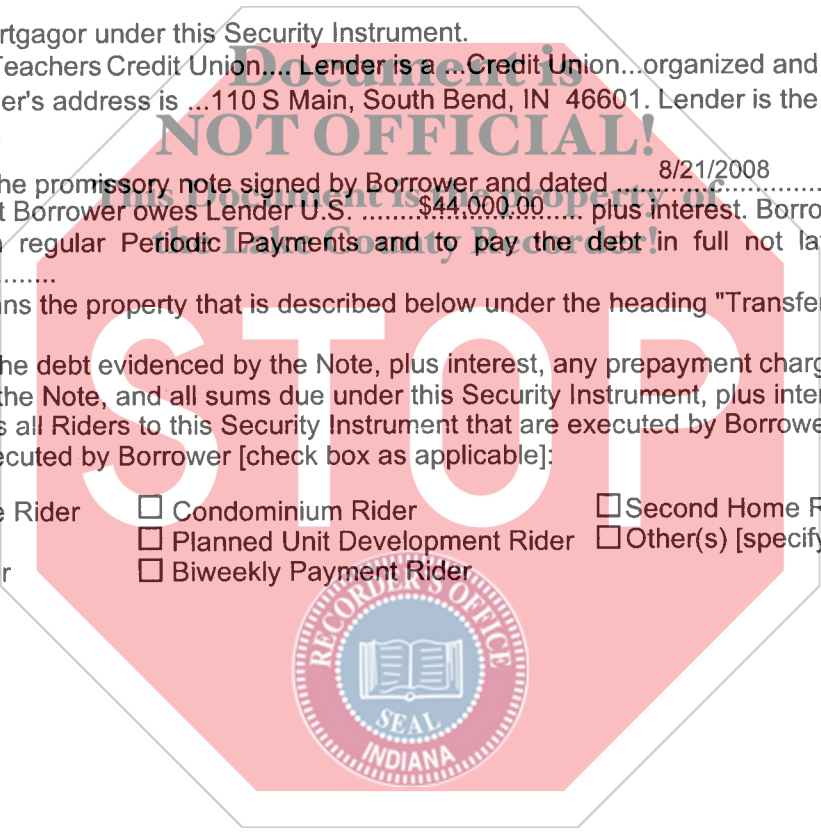 rtgagor under this Security Instrument.
Teachers Credit Union.... Lender is a ...Credit Union...organized and
er's address is ...110 S Main, South Bend, IN 46601. Lender is the
he promissory note signed by Borrower and dated ..... 8/21/2008 ...............
t Borrower owes Lender U.S. ........$44,000.00..... plus interest. Borro
regular Periodic Payments and to pay the debt in full not la
........
ns the property that is described below under the heading "Transfe
he debt evidenced by the Note, plus interest, any prepayment charg
the Note, and all sums due under this Security Instrument, plus inte
s all Riders to this Security Instrument that are executed by Borrowe
ecuted by Borrower [check box as applicable]:
e Rider ☐ Condominium Rider ☐ Second Home R
☐ Planned Unit Development Rider ☐ Other(s) [specify
r ☐ Biweekly Payment Rider
Document is
NOT OFFICIAL!
This Document is the property of
the Lake County Recorder!
STOP
RECORDER'S OFFICE
SEAL
INDIANA